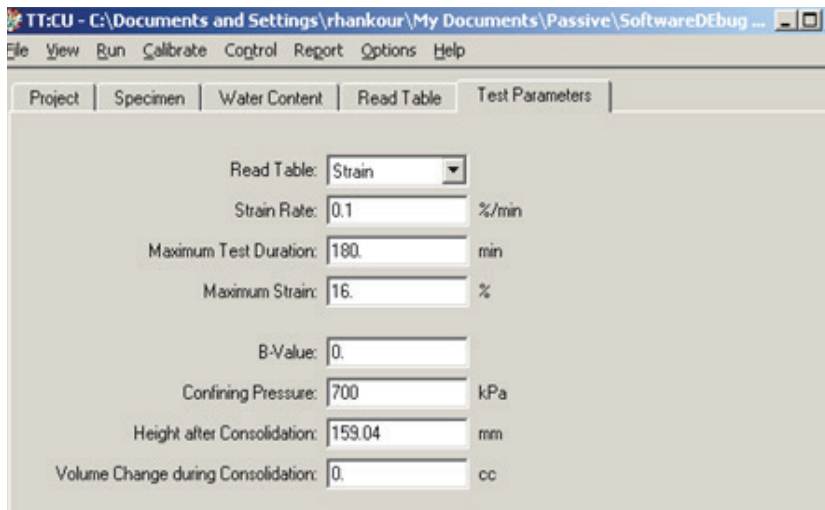 TT:CU - C:\Documents and Settings\rhankour\My Documents\Passive\SoftwareDEbug ...
File View Run Calibrate Control Report Options Help
Project Specimen Water Content Read Table Test Parameters
Read Table: Strain
Strain Rate: 0.1 %/min
Maximum Test Duration: 180. min
Maximum Strain: 16. %
B-Value: 0.
Confining Pressure: 700 kPa
Height after Consolidation: 159.04 mm
Volume Change during Consolidation: 0. cc